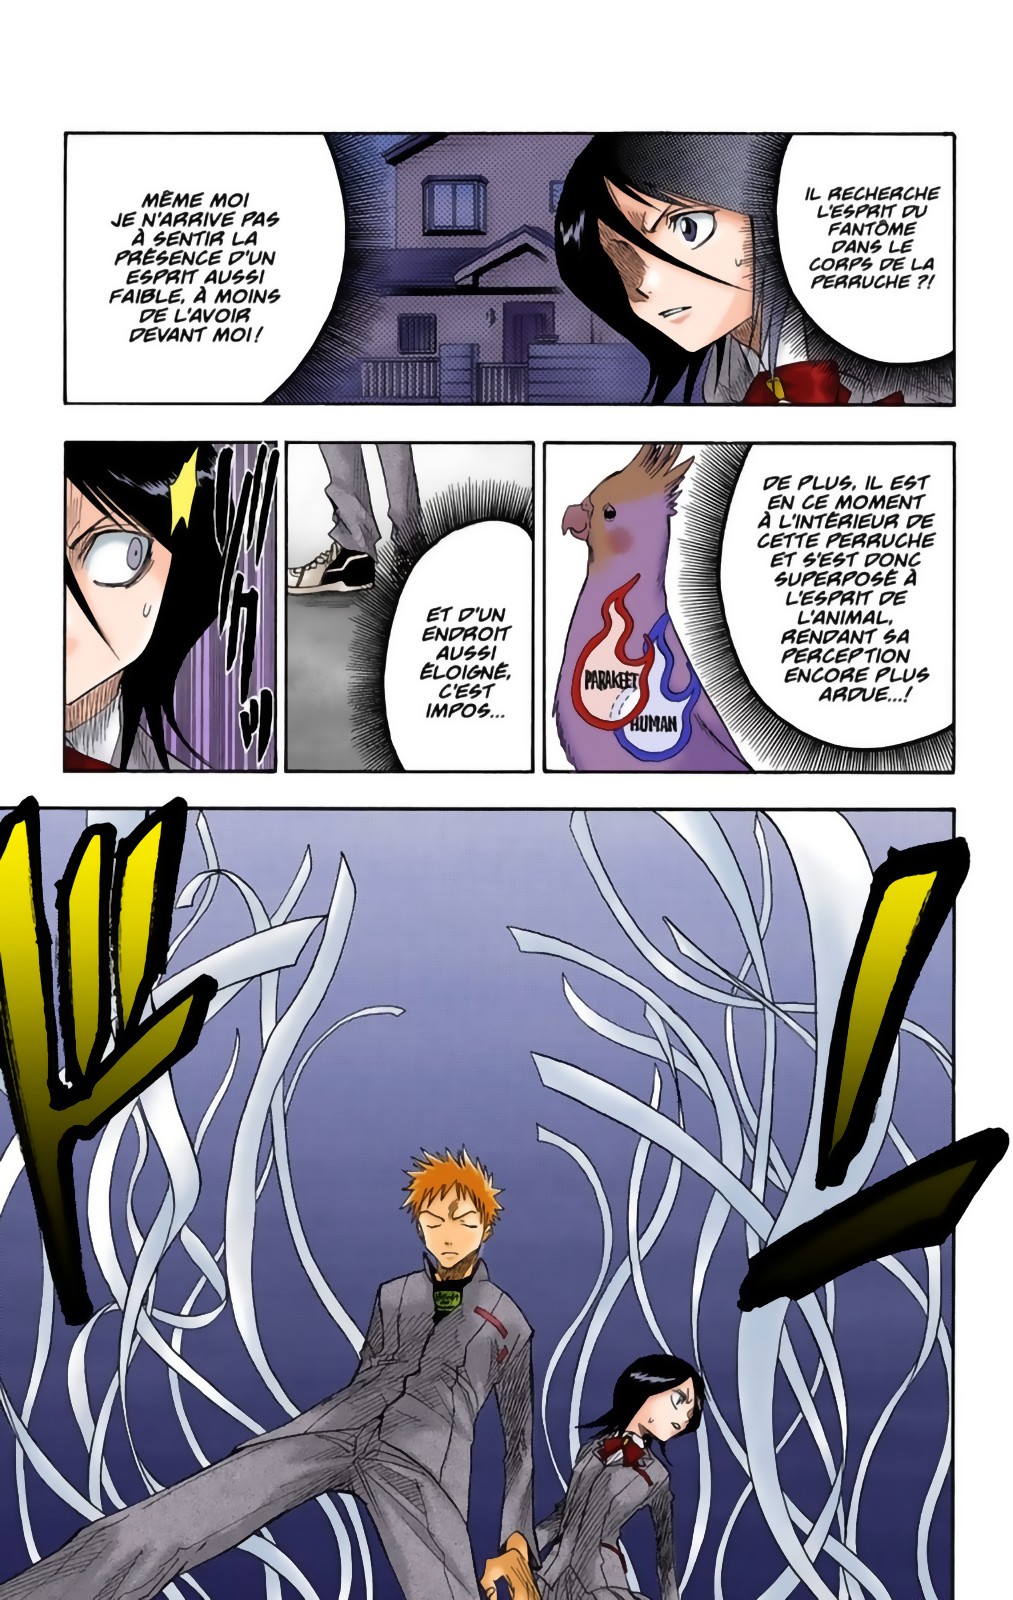 IL RECHERCHE
L'ESPRIT DU
FANTÔME
DANS LE
CORPS DE LA
PERRUCHE ?!
MÊME MOI
JE N'ARRIVE PAS
À SENTIR LA
PRÉSENCE D'UN
ESPRIT AUSSI
FAIBLE, À MOINS
DE L'AVOIR
DEVANT MOI !
ET D'UN
ENDROIT
AUSSI
ÉLOIGNÉ,
C'EST
IMPOS...
DE PLUS, IL EST
EN CE MOMENT
À L'INTÉRIEUR DE
CETTE PERRUCHE
ET S'EST DONC
SUPERPOSÉ À
L'ESPRIT DE
L'ANIMAL,
RENDANT SA
PERCEPTION
ENCORE PLUS
ARDUE...!
PARAKEET
HUMAN
ドン